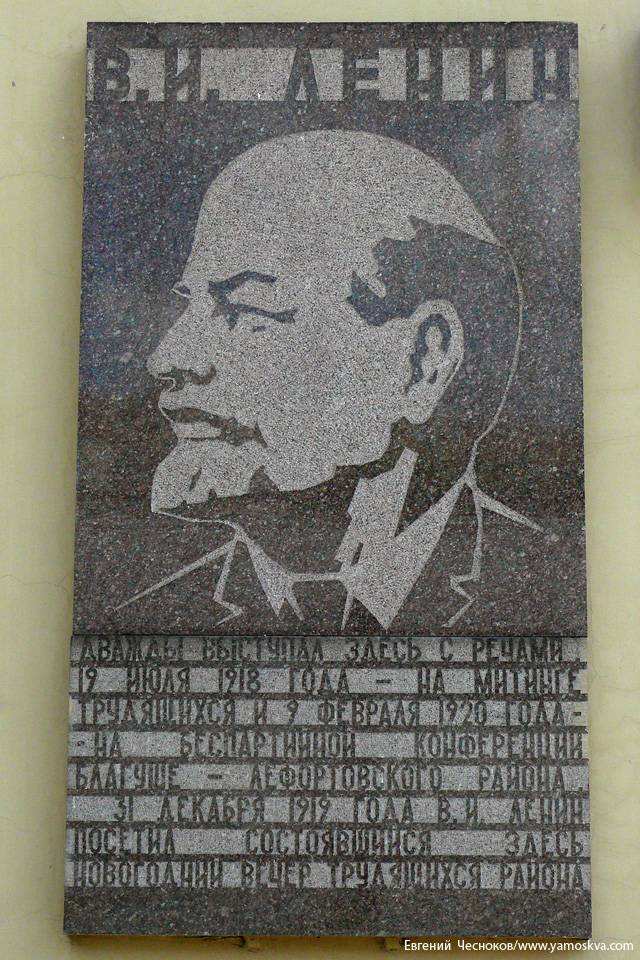 В.И. ЛЕНИН
ДВАЖДЫ ВЫСТУПАЛ ЗДЕСЬ С РЕЧАМИ
19 ИЮЛЯ 1918 ГОДА – НА МИТИНГЕ
ТРУДЯЩИХСЯ И 9 ФЕВРАЛЯ 1920 ГОДА-
-НА БЕСПАРТИЙНОЙ КОНФЕРЕНЦИИ
БЛАГУШЕ – ЛЕФОРТОВСКОГО РАЙОНА.
31 ДЕКАБРЯ 1919 ГОДА В.И. ЛЕНИН
ПОСЕТИЛ СОСТОЯВШИЙСЯ ЗДЕСЬ
НОВОГОДНИЙ ВЕЧЕР ТРУДЯЩИХСЯ РАЙОНА
Евгений Чесноков/www.yamoskva.com